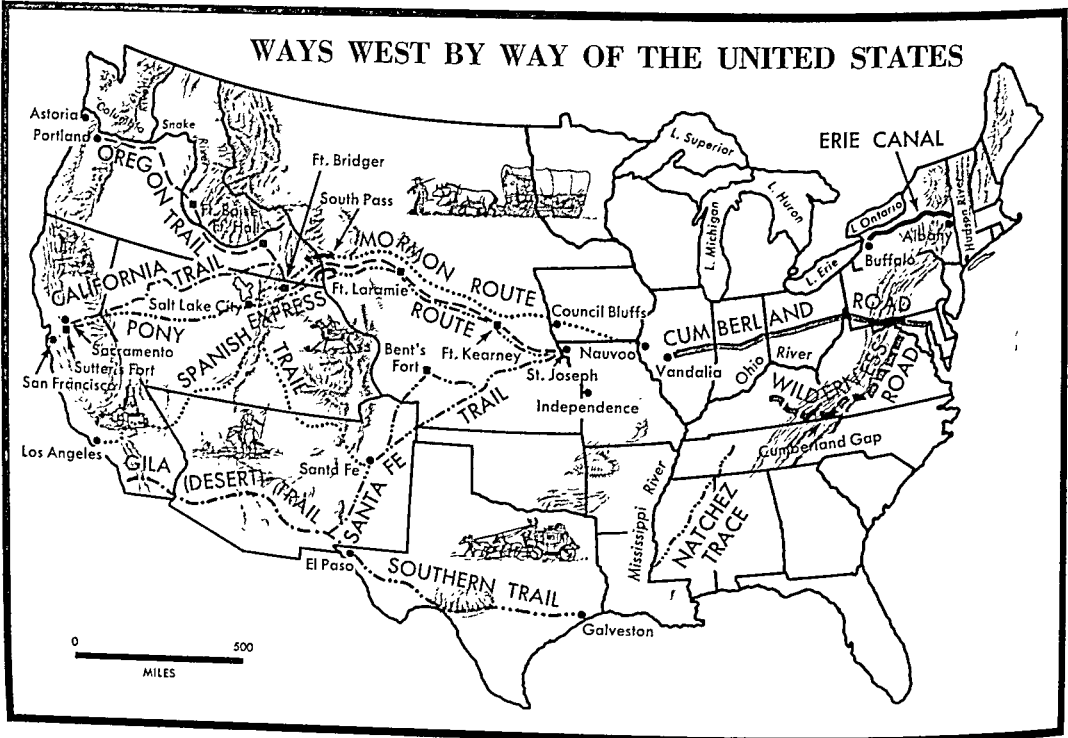 WAYS WEST BY WAY OF THE UNITED STATES
Astoria
Portland
Columbia
Snake
River
OREGON TRAIL
Ft. Bridger
South Pass
Ft. Hall
CALIFORNIA TRAIL
MORMON ROUTE
ROUTE
Salt Lake City
PONY EXPRESS
Ft. Laramie
Ft. Kearney
Sacramento
Sutter's Fort
San Francisco
SPANISH TRAIL
Bent's
Fort
Los Angeles
GILA
(DESERT) TRAIL
Santa Fe
SANTA FE TRAIL
El Paso
SOUTHERN TRAIL
Galveston
Council Bluffs
Nauvoo
St. Joseph
Independence
Vandalia
CUMBERLAND ROAD
Ohio River
WILDERNESS ROAD
Cumberland Gap
NATCHEZ
TRACE
Mississippi River
L. Superior
L. Michigan
L. Huron
L. Erie
L. Ontario
ERIE CANAL
Albany
Buffalo
Hudson River
0 500
MILES